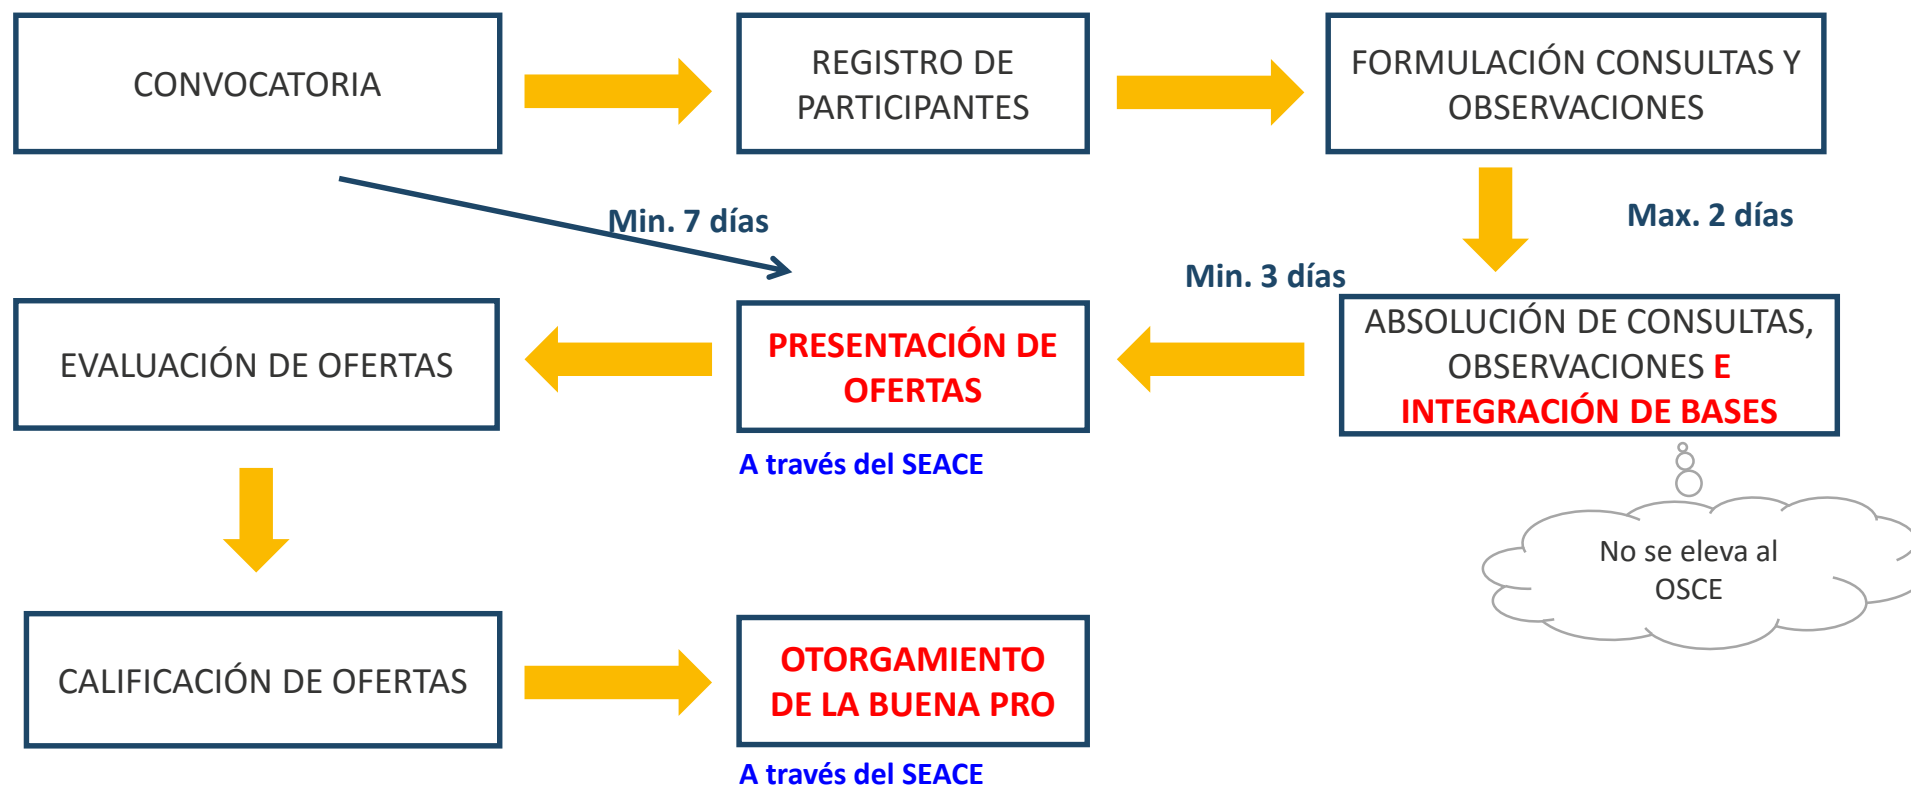 CONVOCATORIA
REGISTRO DE
PARTICIPANTES
FORMULACIÓN CONSULTAS Y
OBSERVACIONES
Min. 7 días
Max. 2 días
Min. 3 días
EVALUACIÓN DE OFERTAS
PRESENTACIÓN DE
OFERTAS
ABSOLUCIÓN DE CONSULTAS,
OBSERVACIONES E
INTEGRACIÓN DE BASES
A través del SEACE
No se eleva al
OSCE
CALIFICACIÓN DE OFERTAS
OTORGAMIENTO
DE LA BUENA PRO
A través del SEACE